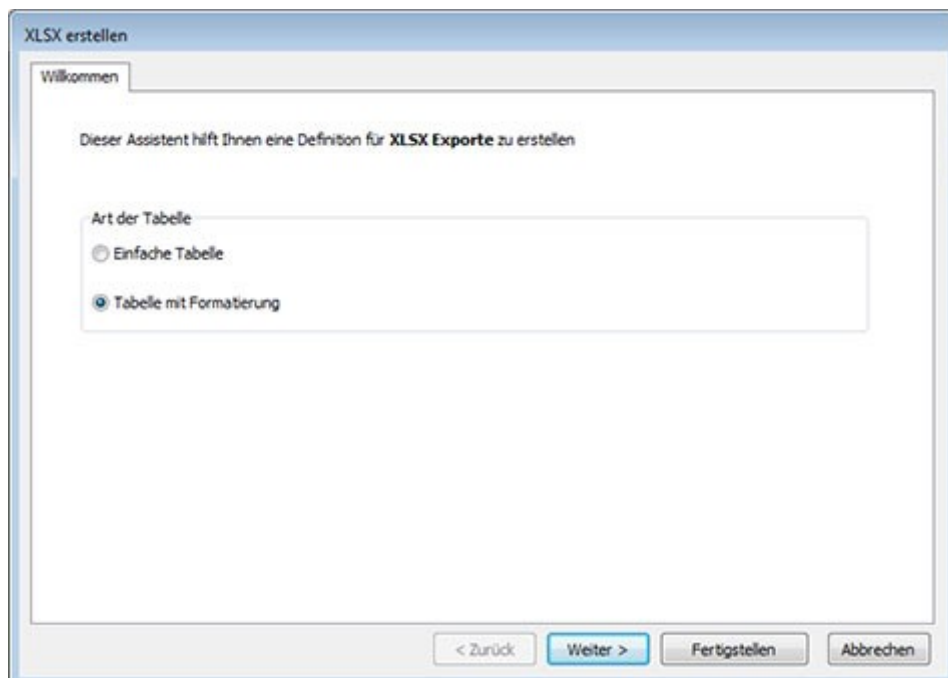 XLSX erstellen
Willkommen
Dieser Assistent hilft Ihnen eine Definition für XLSX Exporte zu erstellen
Art der Tabelle
Einfache Tabelle
Tabelle mit Formatierung
< Zurück
Weiter >
Fertigstellen
Abbrechen